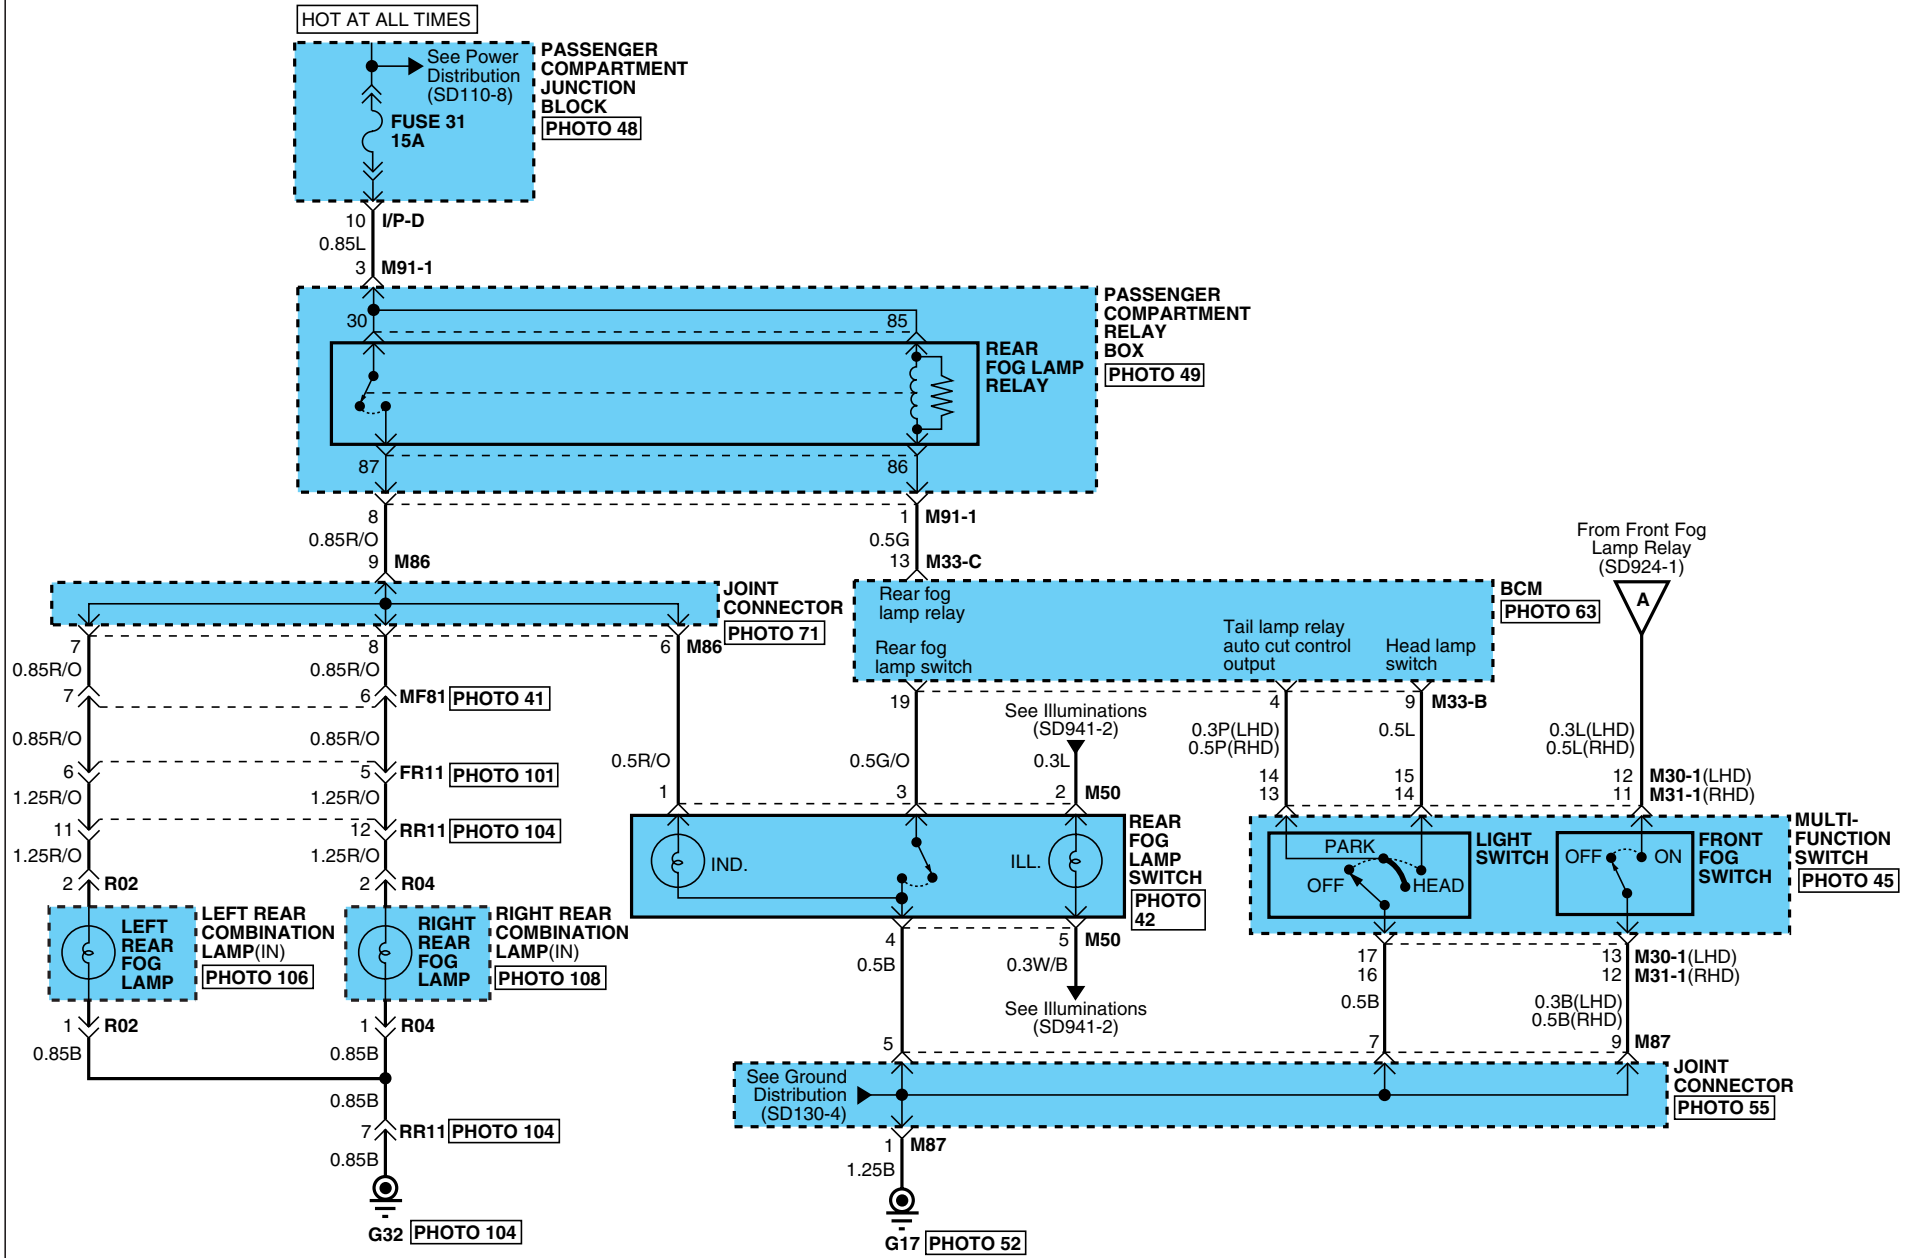 HOT AT ALL TIMES
See Power
Distribution
(SD110-8)
FUSE 31
15A
PASSENGER
COMPARTMENT
JUNCTION
BLOCK
PHOTO 48
10 I/P-D
0.85L
3 M91-1
30
85
REAR
FOG LAMP
RELAY
PASSENGER
COMPARTMENT
RELAY
BOX
PHOTO 49
87
86
8
1 M91-1
0.85R/O
0.5G
9 M86
13 M33-C
JOINT
CONNECTOR
PHOTO 71
Rear fog
lamp relay
Rear fog
lamp switch
Tail lamp relay
auto cut control
output
Head lamp
switch
BCM
PHOTO 63
From Front Fog
Lamp Relay
(SD924-1)
A
7
8
6 M86
0.85R/O
0.85R/O
7
6 MF81 PHOTO 41
0.85R/O
0.85R/O
6
5 FR11 PHOTO 101
1.25R/O
1.25R/O
11
12 RR11 PHOTO 104
1.25R/O
1.25R/O
2 R02
2 R04
LEFT
REAR
FOG
LAMP
LEFT REAR
COMBINATION
LAMP(IN)
PHOTO 106
RIGHT
REAR
FOG
LAMP
RIGHT REAR
COMBINATION
LAMP(IN)
PHOTO 108
1 R02
1 R04
0.85B
0.85B
0.85B
7 RR11 PHOTO 104
0.85B
G32 PHOTO 104
19
4
9 M33-B
See Illuminations
(SD941-2)
0.5R/O
0.5G/O
0.3L
0.3P(LHD)
0.5P(RHD)
0.5L
0.3L(LHD)
0.5L(RHD)
1
3
2 M50
14
13
15
14
12 M30-1(LHD)
11 M31-1(RHD)
IND.
ILL.
REAR
FOG
LAMP
SWITCH
PHOTO
42
PARK
OFF
HEAD
LIGHT
SWITCH
OFF
ON
FRONT
FOG
SWITCH
MULTI-
FUNCTION
SWITCH
PHOTO 45
4
5 M50
0.5B
0.3W/B
See Illuminations
(SD941-2)
17
16
0.5B
13 M30-1(LHD)
12 M31-1(RHD)
0.3B(LHD)
0.5B(RHD)
5
7
9 M87
See Ground
Distribution
(SD130-4)
JOINT
CONNECTOR
PHOTO 55
1 M87
1.25B
G17 PHOTO 52